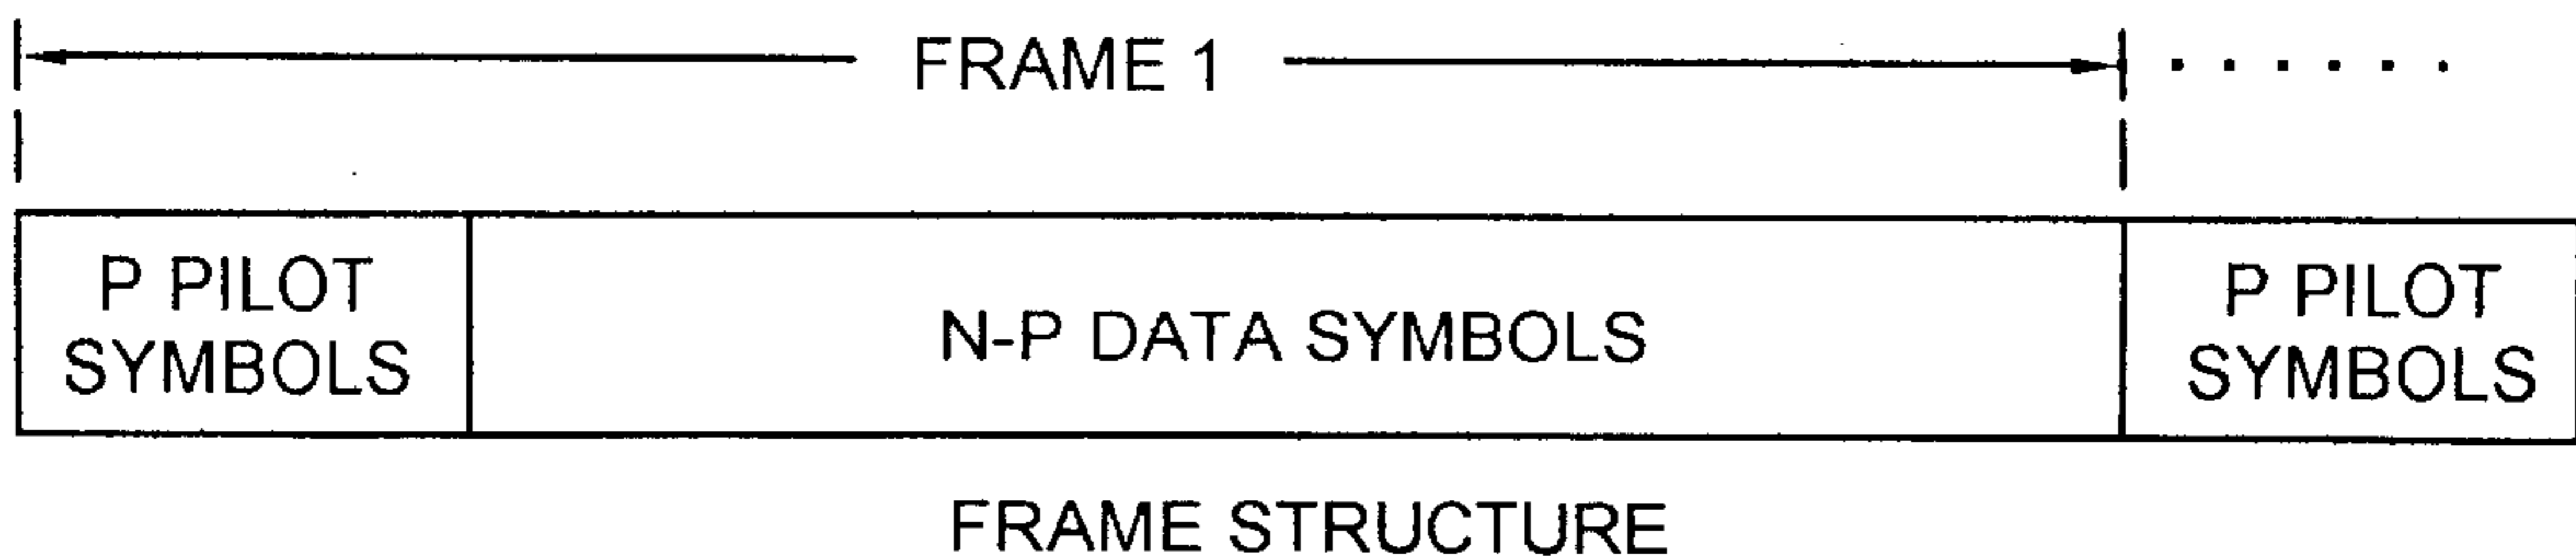 FRAME 1
P PILOT
SYMBOLS
N-P DATA SYMBOLS
P PILOT
SYMBOLS
FRAME STRUCTURE